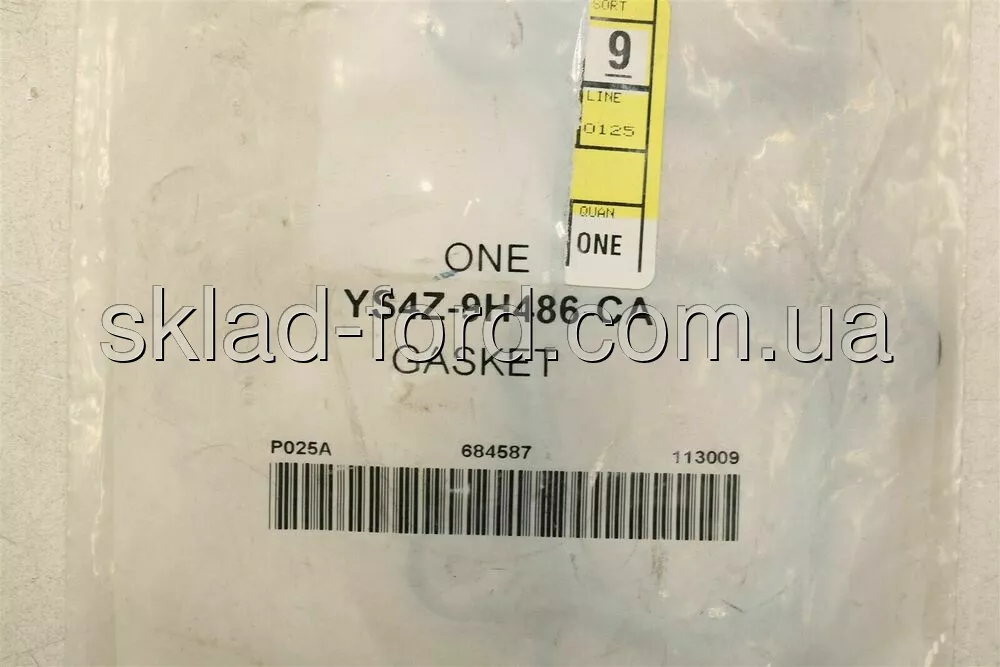 SORT
9
LINE
0125
QUAN
ONE
ONE
YS4Z-9H486-CA
sklad-ford.com.ua
GASKET
P025A 684587 113009